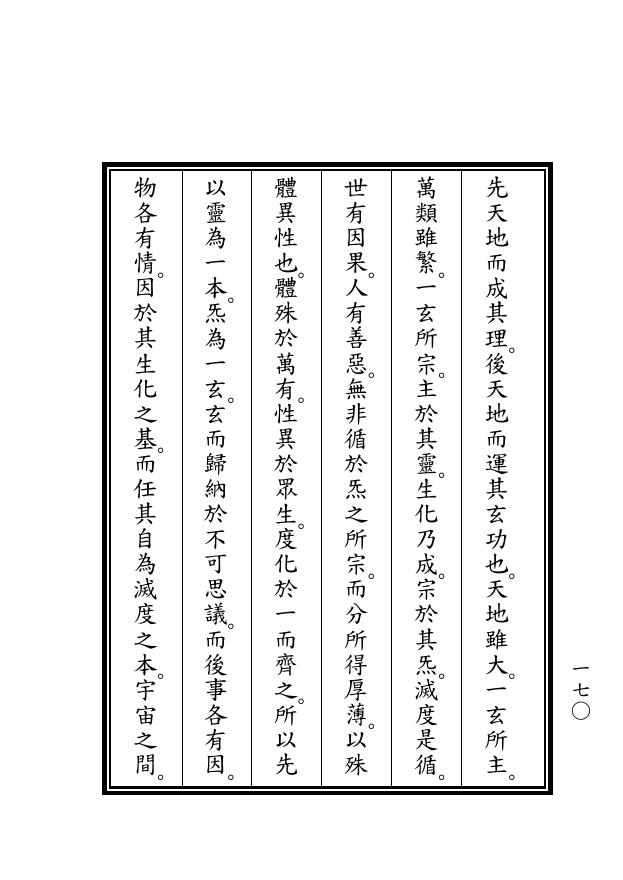 先天地而成其理。後天地而運其玄功也。天地雖大。一玄所主。
萬類雖繁。一玄所宗。主於其靈。生化乃成。宗於其炁。滅度是循。
世有因果。人有善惡。無非循於炁之所宗。而分所得厚薄。以殊
體異性也。體殊於萬有。性異於眾生。度化於一而齊之。所以先
以靈為一本。炁為一玄。玄而歸納於不可思議。而後事各有因。
物各有情。因於其生化之基。而任其自為滅度之本。宇宙之間。
一七〇